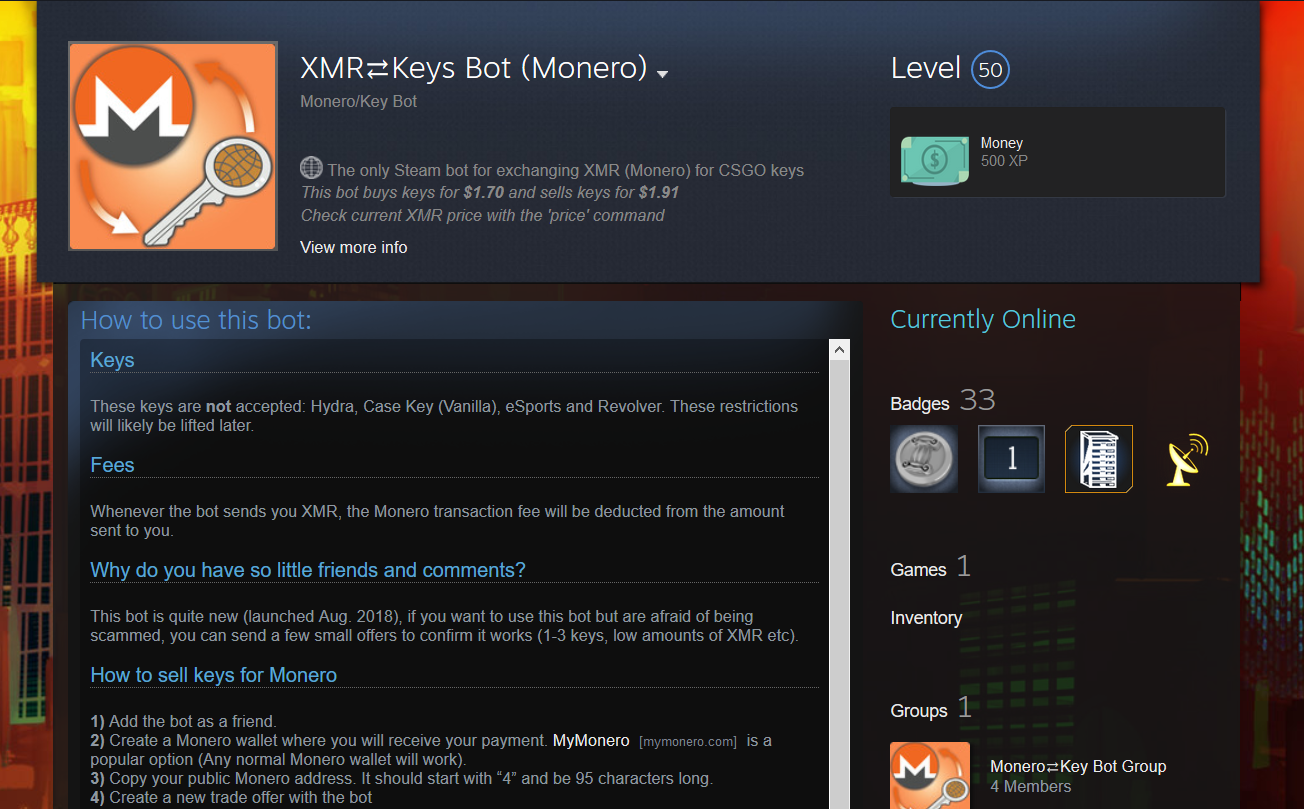 XMR⇄Keys Bot (Monero)
Monero/Key Bot
The only Steam bot for exchanging XMR (Monero) for CSGO keys
This bot buys keys for $1.70 and sells keys for $1.91
Check current XMR price with the 'price' command
View more info
Level 50
Money
500 XP
How to use this bot:
Keys
These keys are not accepted: Hydra, Case Key (Vanilla), eSports and Revolver. These restrictions
will likely be lifted later.
Fees
Whenever the bot sends you XMR, the Monero transaction fee will be deducted from the amount
sent to you.
Why do you have so little friends and comments?
This bot is quite new (launched Aug. 2018), if you want to use this bot but are afraid of being
scammed, you can send a few small offers to confirm it works (1-3 keys, low amounts of XMR etc).
How to sell keys for Monero
1) Add the bot as a friend.
2) Create a Monero wallet where you will receive your payment. MyMonero [mymonero.com] is a
popular option (Any normal Monero wallet will work).
3) Copy your public Monero address. It should start with “4” and be 95 characters long.
4) Create a new trade offer with the bot
Currently Online
Badges 33
1
Games 1
Inventory
Groups 1
Monero⇄Key Bot Group
4 Members